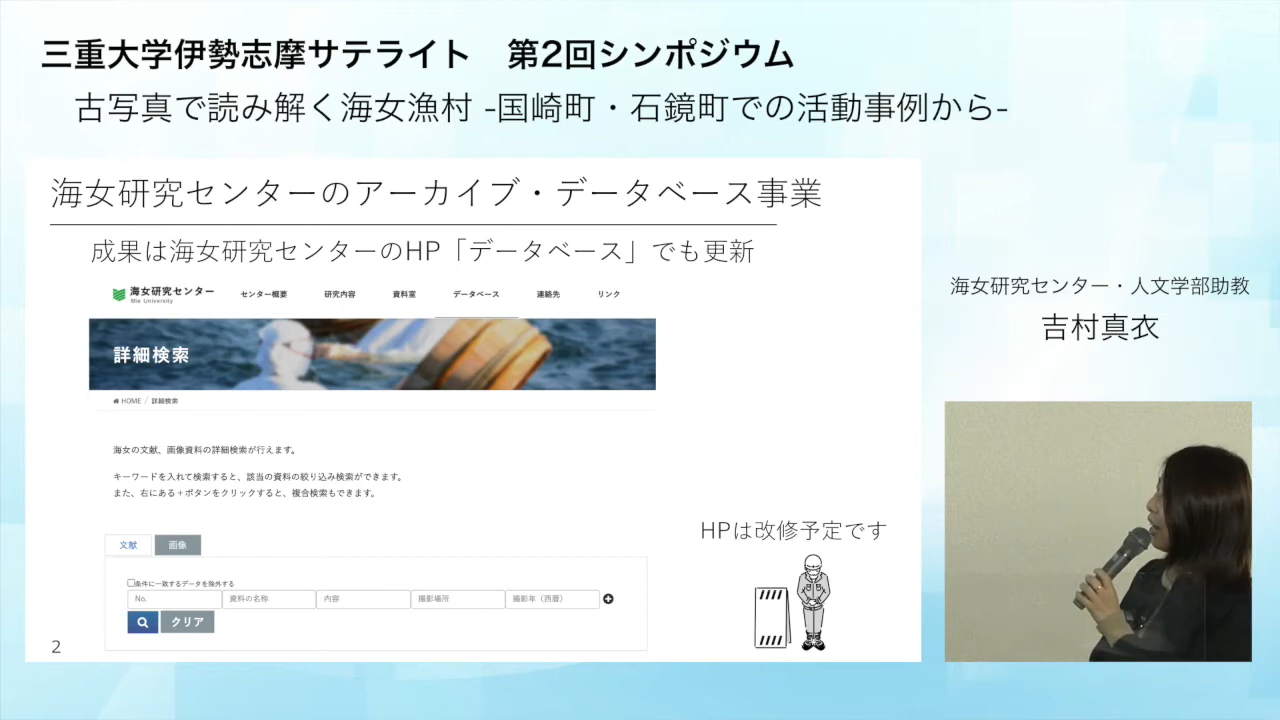 三重大学伊勢志摩サテライト　第2回シンポジウム
古写真で読み解く海女漁村 -国崎町・石鏡町での活動事例から-
海女研究センターのアーカイブ・データベース事業
成果は海女研究センターのHP「データベース」でも更新
海女研究センター
Mie University
センター概要 研究内容 資料室 データベース 連絡先 リンク
詳細検索
HOME / 詳細検索
海女の文献、画像資料の詳細検索が行えます。
キーワードを入れて検索すると、該当の資料の絞り込み検索ができます。
また、右にある＋ボタンをクリックすると、複合検索もできます。
文献 画像
条件に一致するデータを除外する
No. 資料の名称 内容 撮影場所 撮影年（西暦）
クリア
HPは改修予定です
2
海女研究センター・人文学部助教
吉村真衣